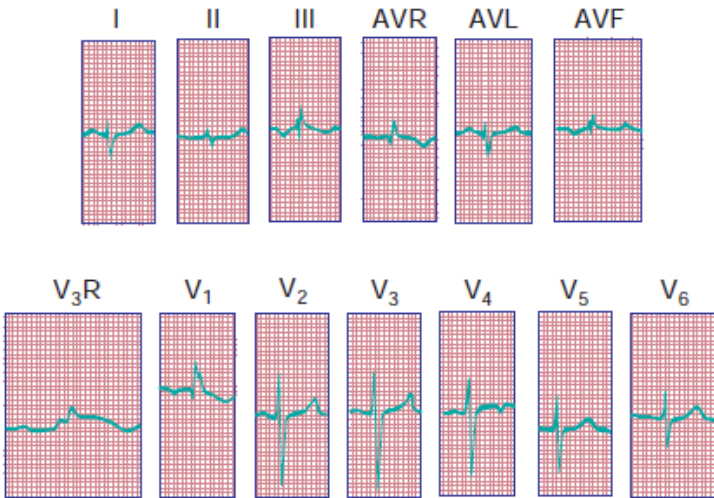 I II III AVR AVL AVF
V₃R V₁ V₂ V₃ V₄ V₅ V₆